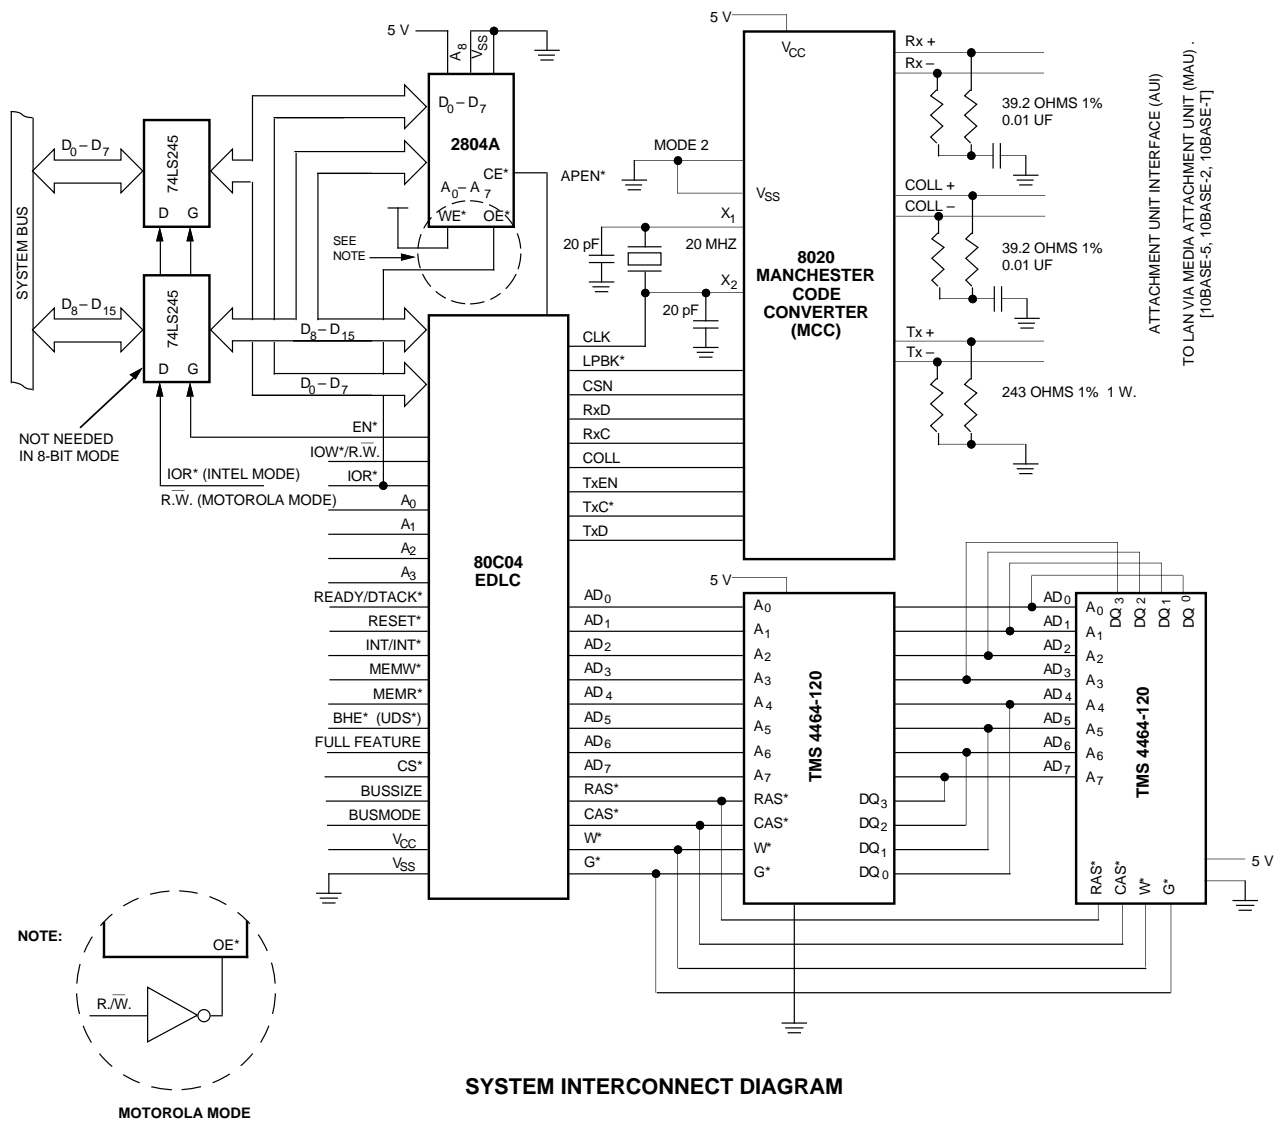 5 V
A8
VSS
D0 – D7
2804A
CE*
A0 – A7
WE* OE*
APEN*
SEE
NOTE
SYSTEM BUS
D0 – D7
74LS245
D G
D8 – D15
74LS245
D G
NOT NEEDED
IN 8-BIT MODE
D8 – D15
D0 – D7
EN*
IOW*/R.W.
IOR*
IOR* (INTEL MODE)
R.W. (MOTOROLA MODE)
A0
A1
A2
A3
READY/DTACK*
RESET*
INT/INT*
MEMW*
MEMR*
BHE* (UDS*)
FULL FEATURE
CS*
BUSSIZE
BUSMODE
VCC
VSS
80C04
EDLC
CLK
LPBK*
CSN
RxD
RxC
COLL
TxEN
TxC*
TxD
AD0
AD1
AD2
AD3
AD4
AD5
AD6
AD7
RAS*
CAS*
W*
G*
5 V
VCC
MODE 2
VSS
X1
20 pF
20 MHZ
X2
20 pF
8020
MANCHESTER
CODE
CONVERTER
(MCC)
Rx +
Rx –
39.2 OHMS 1%
0.01 UF
COLL +
COLL –
39.2 OHMS 1%
0.01 UF
Tx +
Tx –
243 OHMS 1% 1 W.
ATTACHMENT UNIT INTERFACE (AUI)
TO LAN VIA MEDIA ATTACHMENT UNIT (MAU) .
[10BASE-5, 10BASE-2, 10BASE-T]
5 V
A0
A1
A2
A3
A4
A5
A6
A7
RAS*
CAS*
W*
G*
TMS 4464-120
DQ3
DQ2
DQ1
DQ0
AD0
AD1
AD2
AD3
AD4
AD5
AD6
AD7
A0
A1
A2
A3
A4
A5
A6
A7
DQ3
DQ2
DQ1
DQ0
TMS 4464-120
RAS*
CAS*
W*
G*
5 V
NOTE:
OE*
R./W.
MOTOROLA MODE
SYSTEM INTERCONNECT DIAGRAM